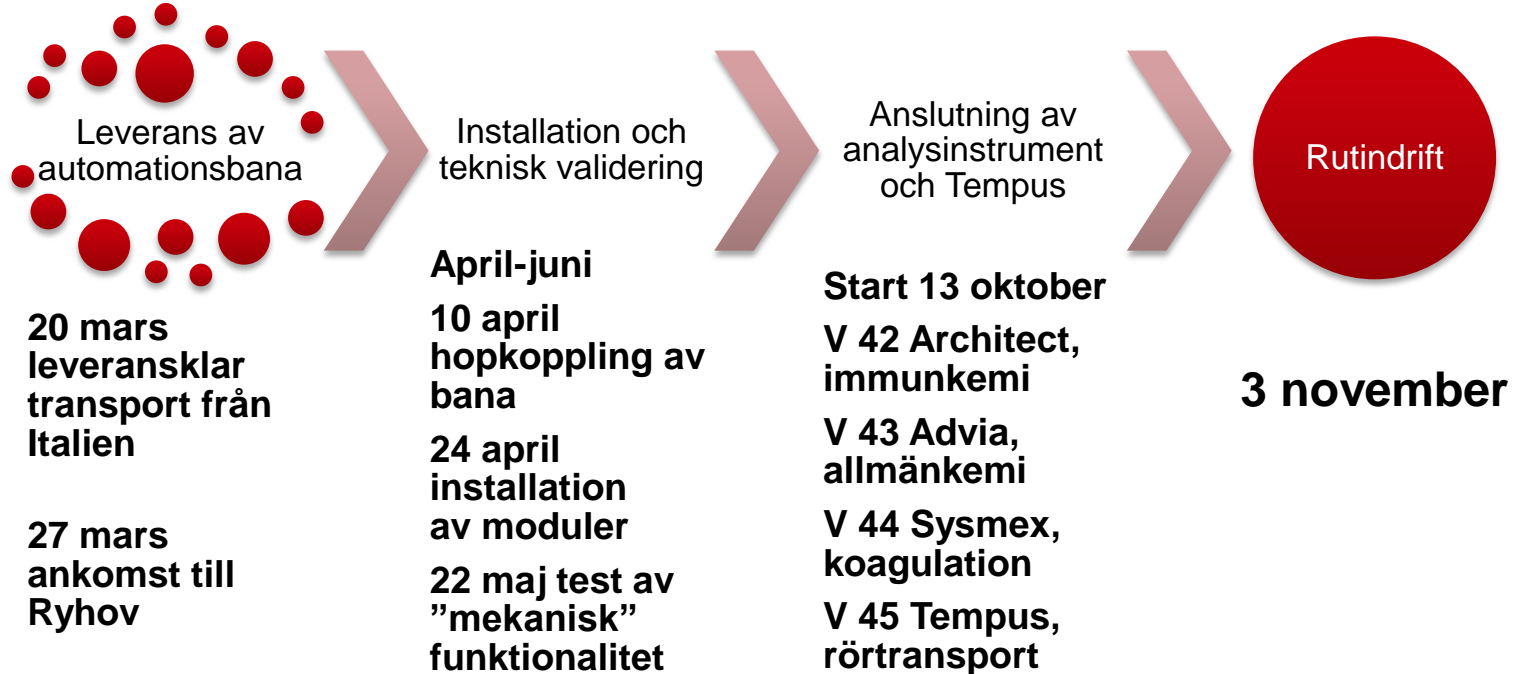 Leverans av
automationsbana
20 mars
leveransklar
transport från
Italien
27 mars
ankomst till
Ryhov
Installation och
teknisk validering
April-juni
10 april
hopkoppling av
bana
24 april
installation
av moduler
22 maj test av
”mekanisk”
funktionalitet
Anslutning av
analysinstrument
och Tempus
Start 13 oktober
V 42 Architect,
immunkemi
V 43 Advia,
allmänkemi
V 44 Sysmex,
koagulation
V 45 Tempus,
rörtransport
Rutindrift
3 november